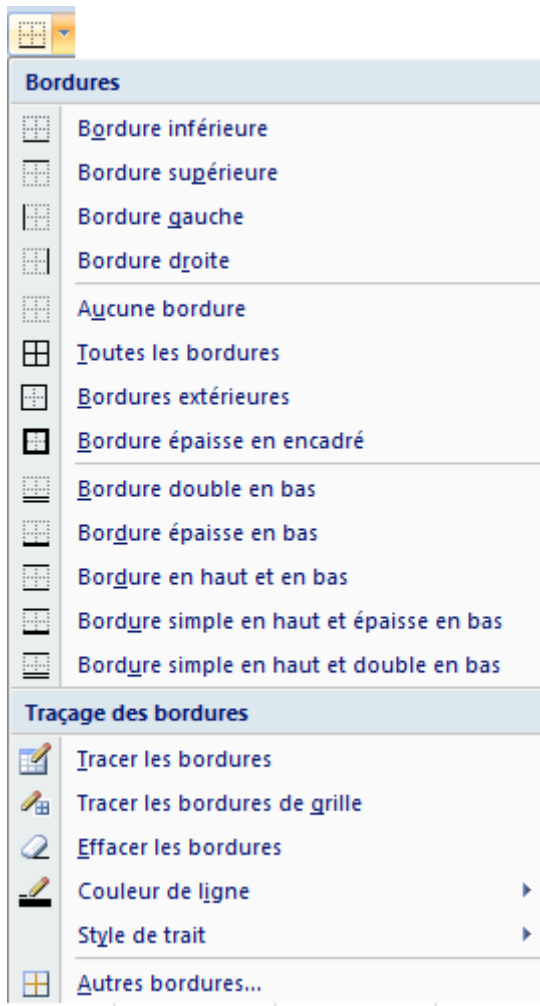 Bordures
Bordure inférieure
Bordure supérieure
Bordure gauche
Bordure droite
Aucune bordure
Toutes les bordures
Bordures extérieures
Bordure épaisse en encadré
Bordure double en bas
Bordure épaisse en bas
Bordure en haut et en bas
Bordure simple en haut et épaisse en bas
Bordure simple en haut et double en bas
Traçage des bordures
Tracer les bordures
Tracer les bordures de grille
Effacer les bordures
Couleur de ligne
Style de trait
Autres bordures...